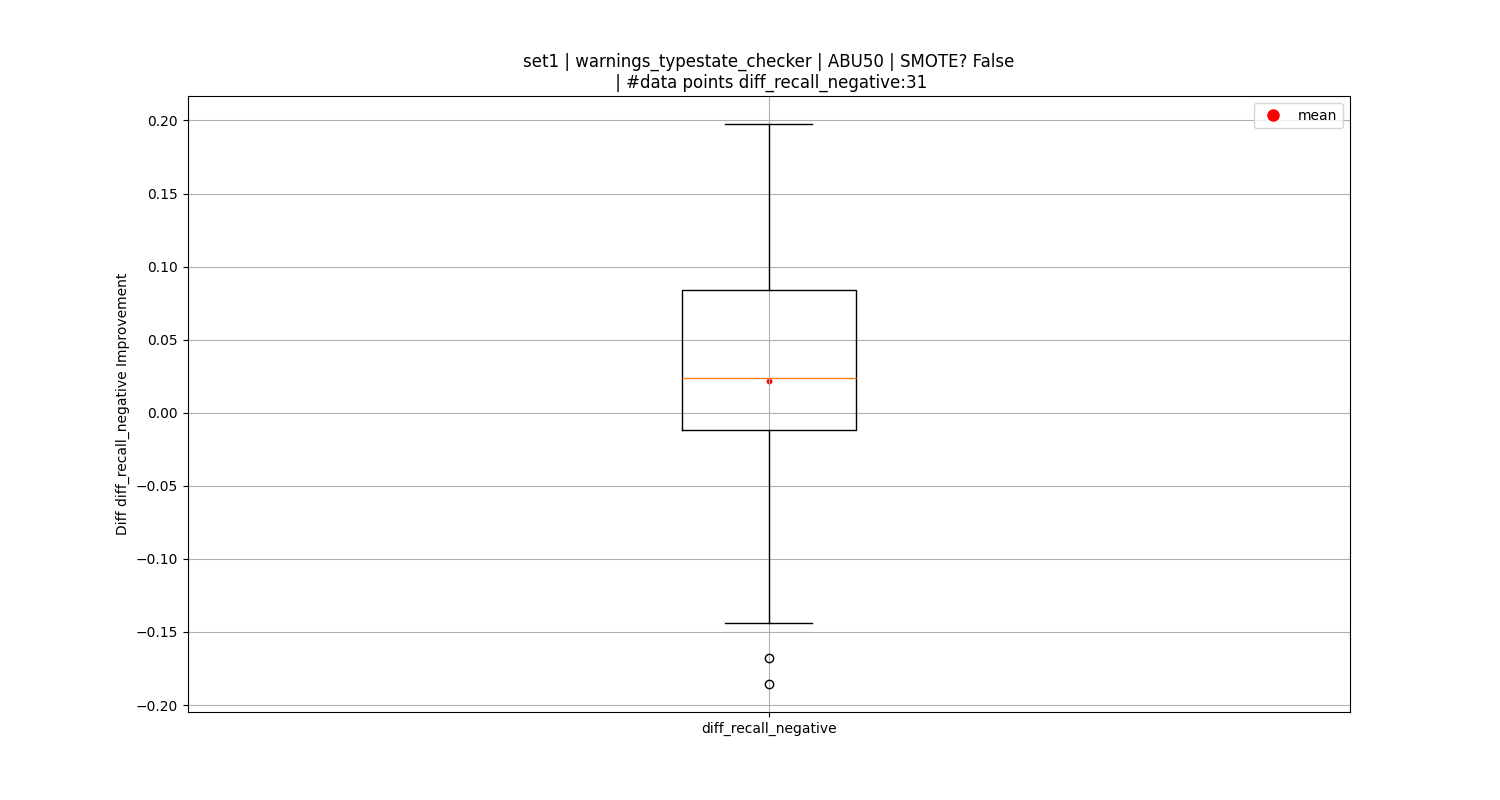 set1 | warnings_typestate_checker | ABU50 | SMOTE? False
| #data points diff_recall_negative:31
mean
0.20
0.15
0.10
0.05
0.00
−0.05
−0.10
−0.15
−0.20
Diff diff_recall_negative Improvement
diff_recall_negative